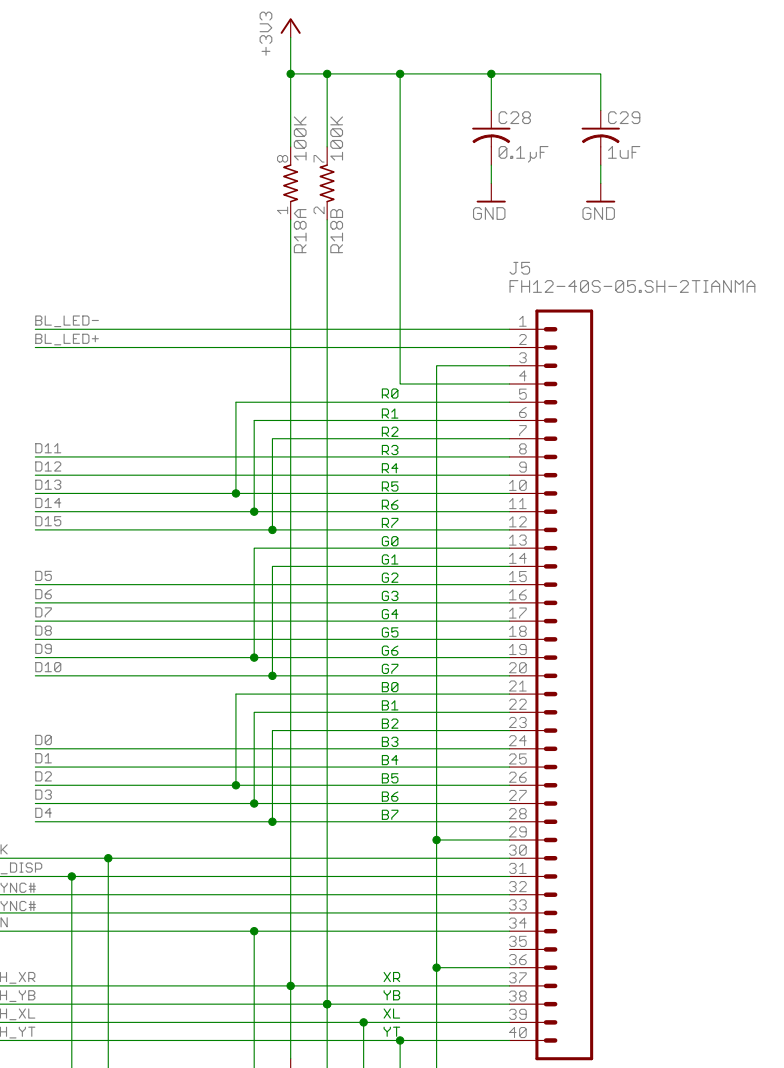 +3V3
100K
100K
C28
C29
0.1µF
1uF
8
7
1
2
R18A
R18B
GND
GND
J5
FH12-40S-05.SH-2TIANMA
BL_LED- 1
BL_LED+ 2
3
4
R0 5
R1 6
R2 7
D11 R3 8
D12 R4 9
D13 R5 10
D14 R6 11
D15 R7 12
G0 13
G1 14
D5 G2 15
D6 G3 16
D7 G4 17
D8 G5 18
D9 G6 19
D10 G7 20
B0 21
B1 22
B2 23
D0 B3 24
D1 B4 25
D2 B5 26
D3 B6 27
D4 B7 28
29
K 30
_DISP 31
YNC# 32
YNC# 33
N 34
35
36
H_XR XR 37
H_YB YB 38
H_XL XL 39
H_YT YT 40